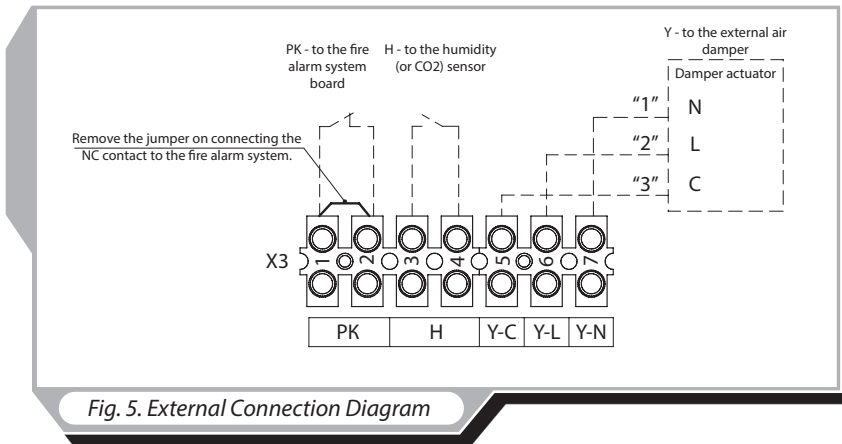 PK - to the fire
alarm system
board
H - to the humidity
(or CO2) sensor
Y - to the external air
damper
Damper actuator
“1” N
“2” L
“3” C
Remove the jumper on connecting the
NC contact to the fire alarm system.
X3
1 2 3 4 5 6 7
PK H Y-C Y-L Y-N
Fig. 5. External Connection Diagram